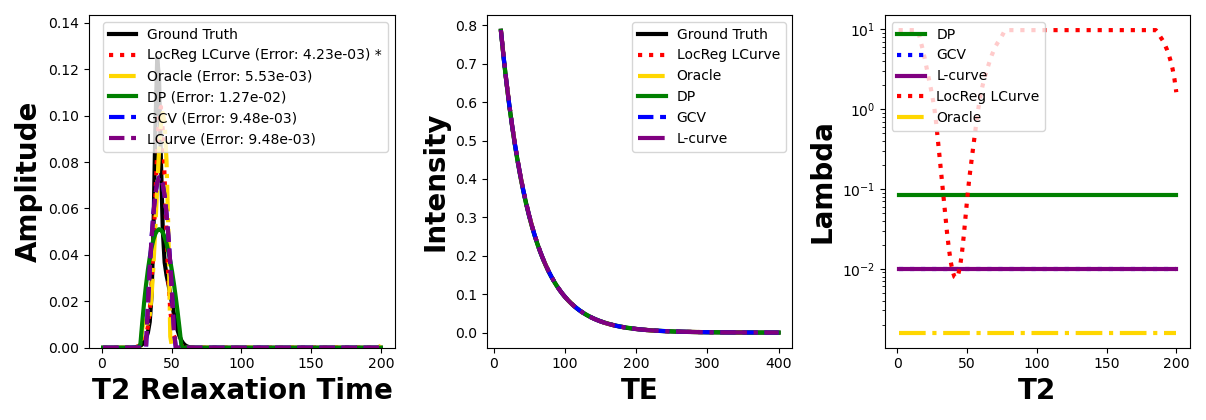 0.14
0.12
0.10
0.08
0.06
0.04
0.02
0.00
Amplitude
Ground Truth
LocReg LCurve (Error: 4.23e-03) *
Oracle (Error: 5.53e-03)
DP (Error: 1.27e-02)
GCV (Error: 9.48e-03)
LCurve (Error: 9.48e-03)
0 50 100 150 200
T2 Relaxation Time
0.8
0.7
0.6
0.5
0.4
0.3
0.2
0.1
0.0
Intensity
Ground Truth
LocReg LCurve
Oracle
DP
GCV
L-curve
0 100 200 300 400
TE
10¹
10⁰
10⁻¹
10⁻²
Lambda
DP
GCV
L-curve
LocReg LCurve
Oracle
0 50 100 150 200
T2